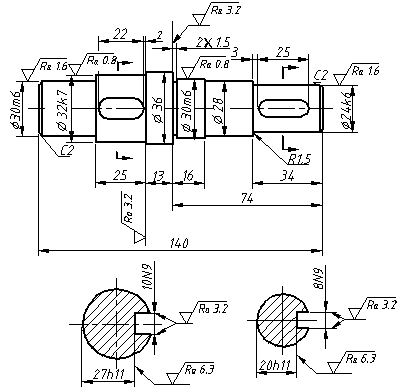 22
2
Ra 3.2
2×1.5
Ra 1.6
Ra 0.8
Ra 0.8
3
25
C2
Ra 1.6
Ø30m6
Ø32k7
Ø36
Ø30m6
Ø28
Ø24k6
C2
R1.5
25
13
16
34
Ra 3.2
74
140
10N9
Ra 3.2
8N9
Ra 3.2
27h11
Ra 6.3
20h11
Ra 6.3